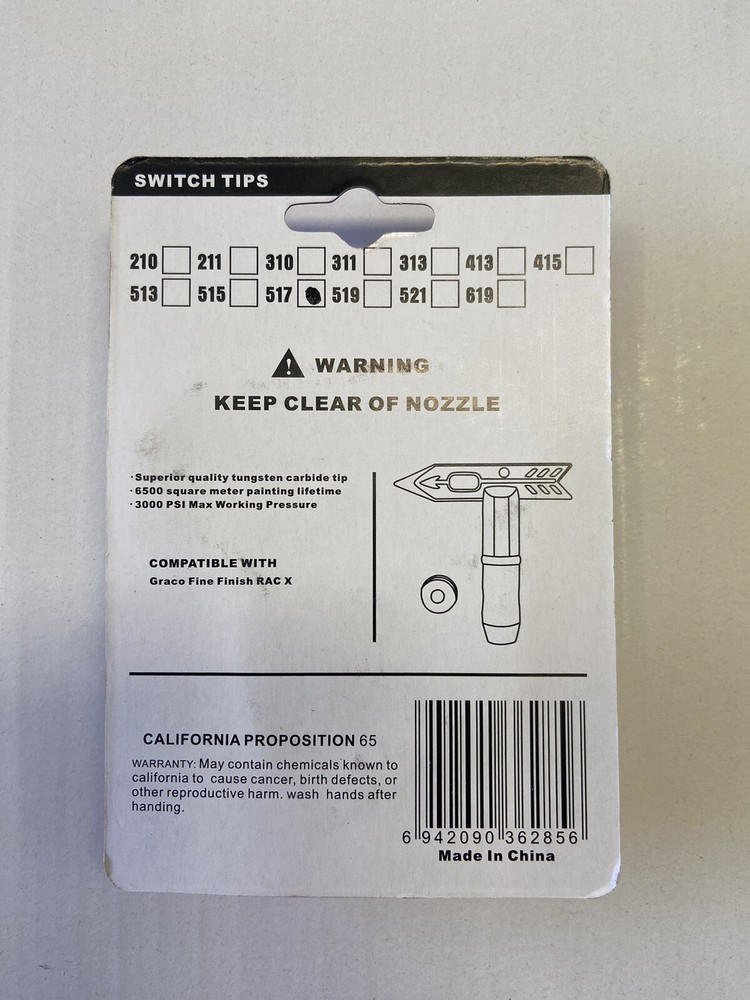 SWITCH TIPS
210 211 310 311 313 413 415
513 515 517 519 521 619
WARNING
KEEP CLEAR OF NOZZLE
·Superior quality tungsten carbide tip
·6500 square meter painting lifetime
·3000 PSI Max Working Pressure
COMPATIBLE WITH
Graco Fine Finish RAC X
CALIFORNIA PROPOSITION 65
WARRANTY: May contain chemicals known to
california to cause cancer, birth defects, or
other reproductive harm. wash hands after
handing.
6 942090 362856
Made In China